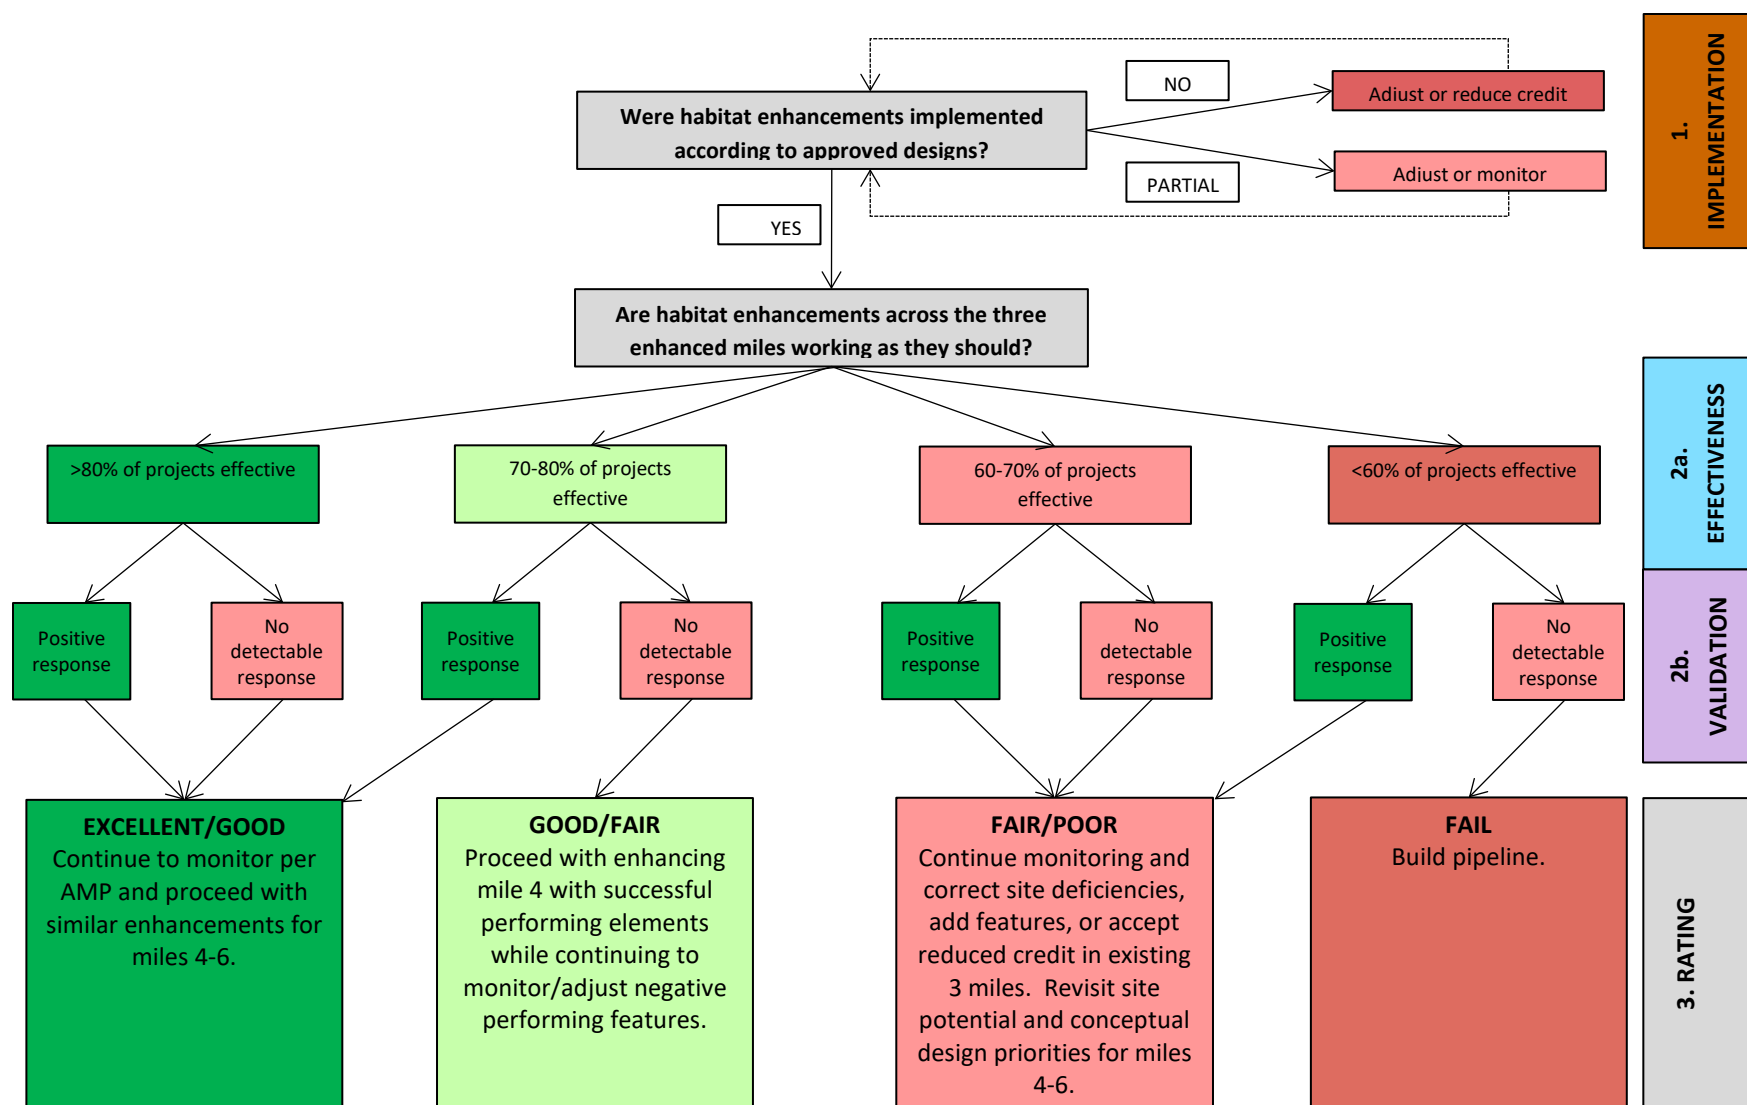 NO
Adjust or reduce credit
Were habitat enhancements implemented
according to approved designs?
PARTIAL
Adjust or monitor
YES
1.
IMPLEMENTATION
Are habitat enhancements across the three
enhanced miles working as they should?
>80% of projects effective
70-80% of projects
effective
60-70% of projects
effective
<60% of projects effective
2a.
EFFECTIVENESS
Positive
response
No
detectable
response
Positive
response
No
detectable
response
Positive
response
No
detectable
response
Positive
response
No
detectable
response
2b.
VALIDATION
EXCELLENT/GOOD
Continue to monitor per
AMP and proceed with
similar enhancements for
miles 4-6.
GOOD/FAIR
Proceed with enhancing
mile 4 with successful
performing elements
while continuing to
monitor/adjust negative
performing features.
FAIR/POOR
Continue monitoring and
correct site deficiencies,
add features, or accept
reduced credit in existing
3 miles.  Revisit site
potential and conceptual
design priorities for miles
4-6.
FAIL
Build pipeline.
3. RATING